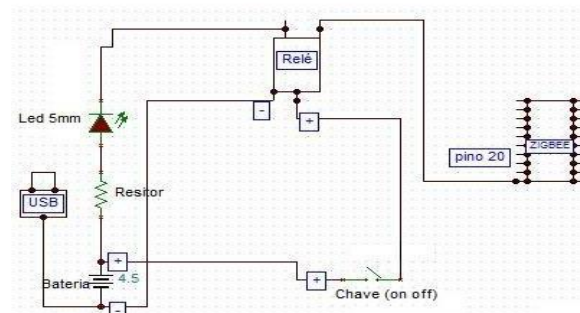 Relé
-
+
Led 5mm
ZIGBEE
pino 20
Resitor
USB
+
4.5
Bateria
+
Chave (on off)
-